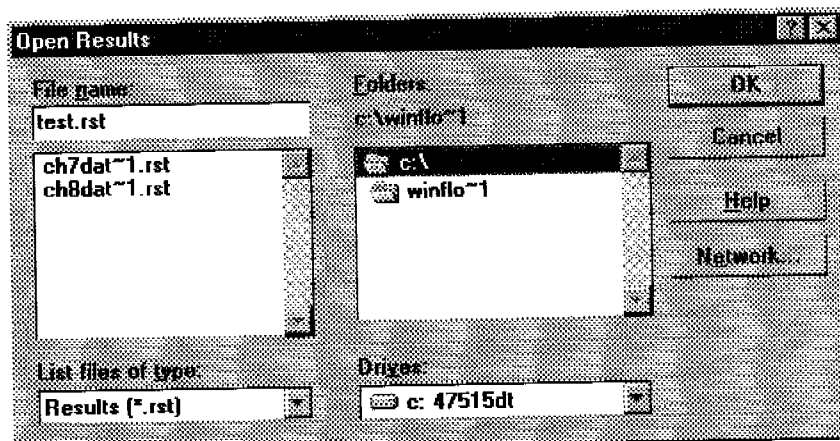 Open Results
File name:
test.rst
ch7dat~1.rst
ch8dat~1.rst
List files of type:
Results (*.rst)
Folders:
c:\winflo~1
c:\
winflo~1
Drives:
c: 47515dt
OK
Cancel
Help
Network...